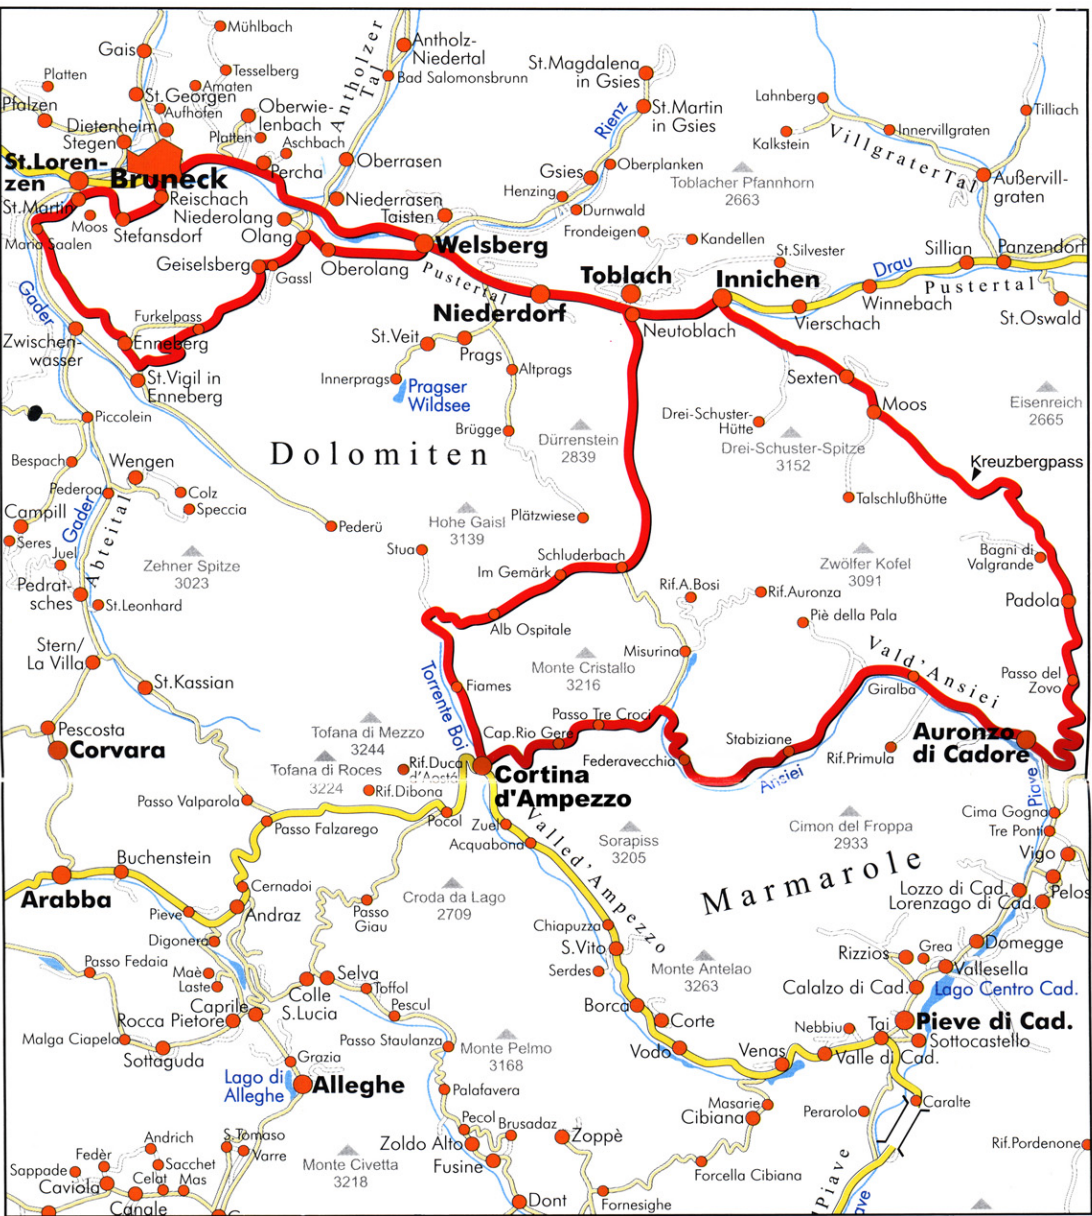 Mühlbach
Gais
Antholz-
Niedertal
Platten
Tesselberg
Bad Salomonsbrunn
St.Magdalena
in Gsies
Antholzer
Tal
Pfalzen
St.Georgen
Amaten
Aufhofen
Oberwie-
lenbach
Rienz
St.Martin
in Gsies
Lahnberg
Tilliach
Dietenheim
Stegen
Platten
Aschbach
Kalkstein
Innervillgraten
Villgrater Tal
St.Loren-
zen
Bruneck
Percha
Oberrasen
Gsies
Oberplanken
Toblacher Pfannhorn
2663
Außervill-
graten
St.Martin
Reischach
Niederrasen
Henzing
Moos
Stefansdorf
Niederolang
Taisten
Durnwald
Maria Saalen
Olang
Welsberg
Frondeigen
Kandellen
St.Silvester
Sillian
Panzendorf
Geiselsberg
Gassl
Oberolang
Pustertal
Toblach
Innichen
Drau
Winnebach
Pustertal
Gader
Furkelpass
Niederdorf
Neutoblach
Vierschach
St.Oswald
Zwischen-
wasser
Enneberg
St.Veit
Prags
St.Vigil in
Enneberg
Innerprags
Altprags
Pragser
Wildsee
Sexten
Moos
Eisenreich
2665
Piccolein
Brügge
Dürrenstein
2839
Drei-Schuster-
Hütte
Drei-Schuster-Spitze
3152
Dolomiten
Kreuzbergpass
Bespach
Wengen
Pederoa
Colz
Speccia
Talschlußhütte
Campill
Gader
Abteital
Pederü
Hohe Gaisl
3139
Plätzwiese
Seres
Juel
Zehner Spitze
3023
Stua
Schluderbach
Im Gemärk
Zwölfer Kofel
3091
Bagni di
Valgrande
Pedrat-
sches
St.Leonhard
Rif.A.Bosi
Rif.Auronza
Padola
Alb Ospitale
Piè della Pala
Stern/
La Villa
Monte Cristallo
3216
Misurina
Vald'Ansiei
St.Kassian
Torrente Boi
Fiames
Giralba
Passo del
Zovo
Pescosta
Corvara
Tofana di Mezzo
3244
Passo Tre Croci
Cap.Rio Gere
Stabiziane
Auronzo
di Cadore
Tofana di Roces
3224
Rif.Duca
d'Aosta
Federavecchia
Rif.Primula
Ansiei
Passo Valparola
Rif.Dibona
Cortina
d'Ampezzo
Piave
Passo Falzarego
Pocol
Zuel
Acquabona
Valled'Ampezzo
Sorapiss
3205
Cimon del Froppa
2933
Cima Gogna
Tre Ponti
Vigo
Buchenstein
Arabba
Cernadoi
Croda da Lago
2709
Marmarole
Lozzo di Cad.
Lorenzago di Cad.
Pelos
Pieve
Andraz
Passo
Giau
Chiapuzza
Digonera
S.Vito
Rizzios
Grea
Domegge
Passo Fedaia
Maè
Laste
Selva
Serdes
Monte Antelao
3263
Vallesella
Colle
S.Lucia
Toffol
Calalzo di Cad.
Lago Centro Cad.
Caprile
Rocca Pietore
Pescul
Borca
Corte
Nebbiu
Tai
Pieve di Cad.
Malga Ciapela
Sottaguda
Passo Staulanza
Monte Pelmo
3168
Vodo
Venas
Valle di Cad.
Sottocastello
Grazia
Lago di
Alleghe
Alleghe
Palafavera
Masarie
Cibiana
Perarolo
Caralte
Andrich
S.Tomaso
Varre
Pecol
Brusadaz
Zoldo Alto
Zoppè
Rif.Pordenone
Fedèr
Sappade
Sacchet
Celat
Mas
Monte Civetta
3218
Fusine
Forcella Cibiana
Caviola
Canale
Dont
Fornesighe
Piave